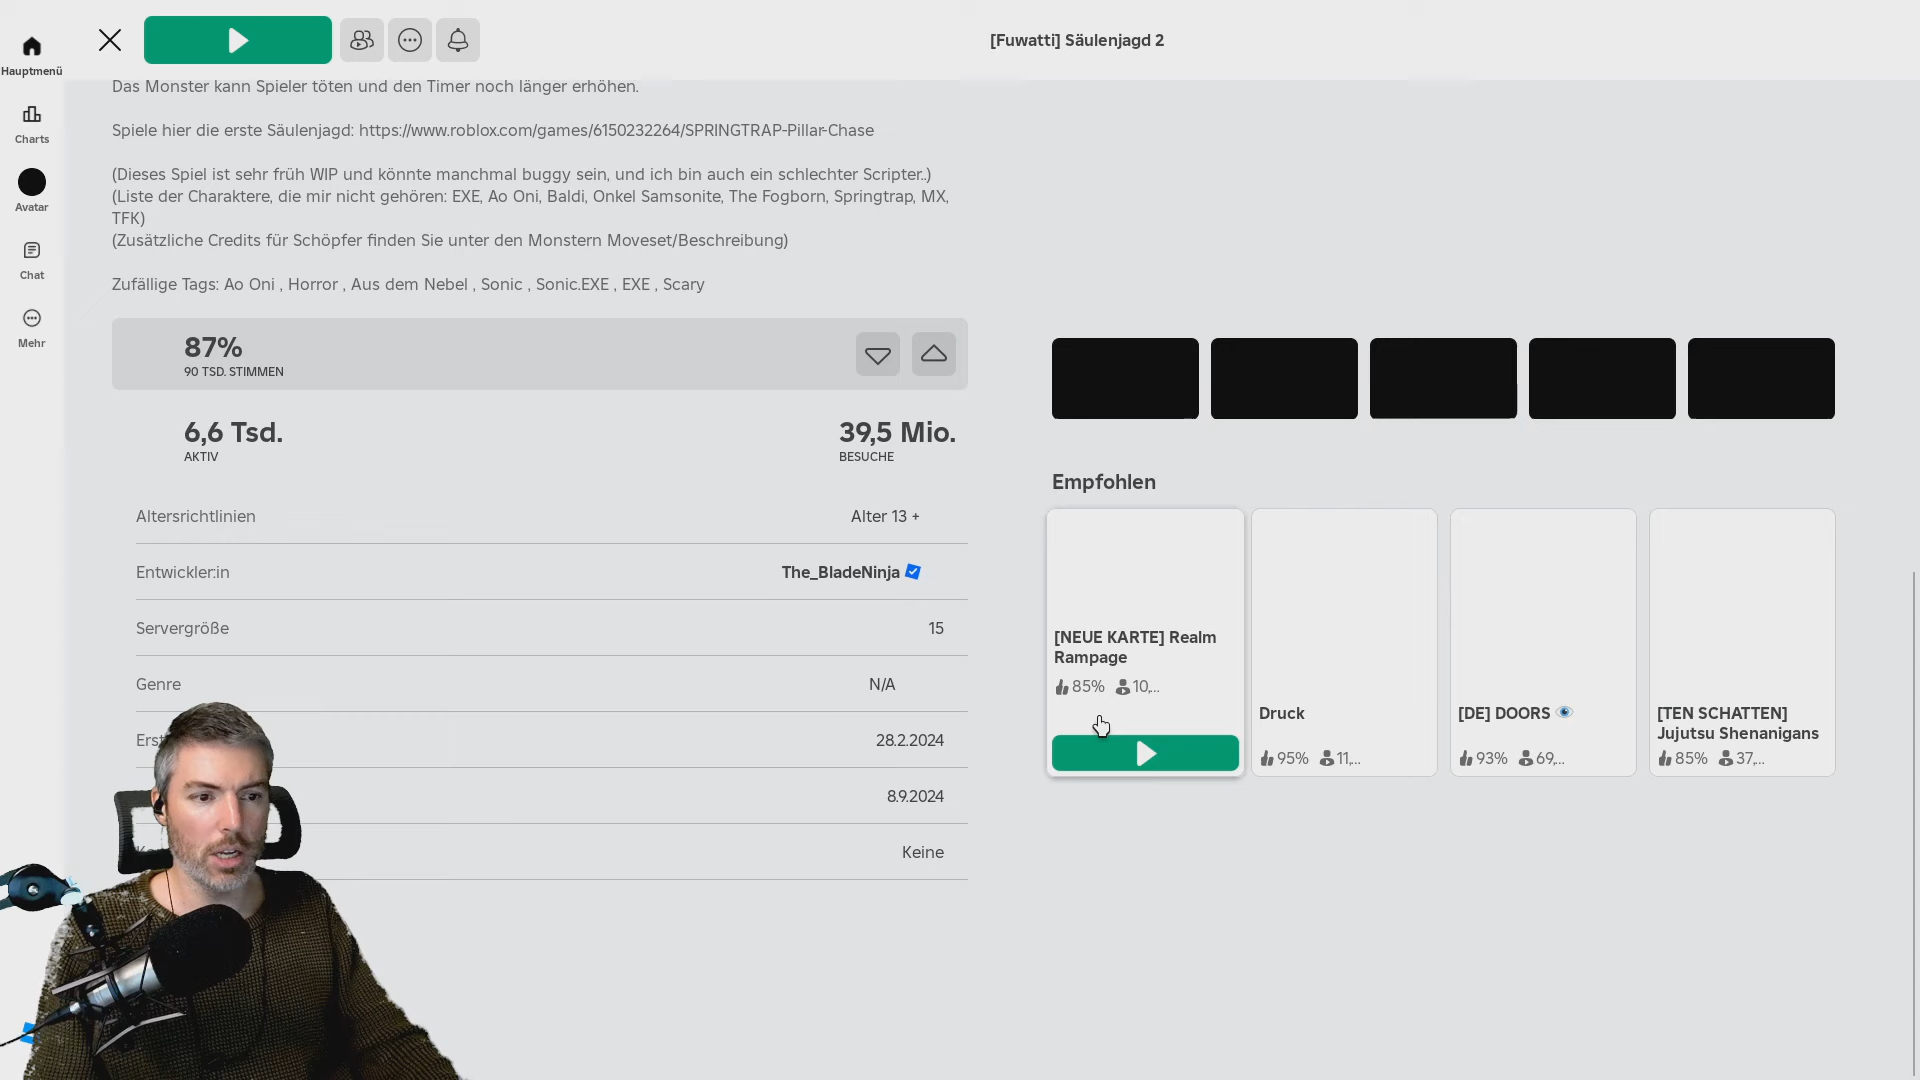 [Fuwatti] Säulenjagd 2
Hauptmenü
Charts
Avatar
Chat
Mehr
Das Monster kann Spieler töten und den Timer noch länger erhöhen.
Spiele hier die erste Säulenjagd: https://www.roblox.com/games/6150232264/SPRINGTRAP-Pillar-Chase
(Dieses Spiel ist sehr früh WIP und könnte manchmal buggy sein, und ich bin auch ein schlechter Scripter..)
(Liste der Charaktere, die mir nicht gehören: EXE, Ao Oni, Baldi, Onkel Samsonite, The Fogborn, Springtrap, MX,
TFK)
(Zusätzliche Credits für Schöpfer finden Sie unter den Monstern Moveset/Beschreibung)
Zufällige Tags: Ao Oni , Horror , Aus dem Nebel , Sonic , Sonic.EXE , EXE , Scary
87%
90 TSD. STIMMEN
6,6 Tsd.
AKTIV
39,5 Mio.
BESUCHE
Altersrichtlinien Alter 13 +
Entwickler:in The_BladeNinja
Servergröße 15
Genre N/A
28.2.2024
8.9.2024
Keine
Empfohlen
[NEUE KARTE] Realm
Rampage
85% 10,...
Druck
95% 11,...
[DE] DOORS
93% 69,...
[TEN SCHATTEN]
Jujutsu Shenanigans
85% 37,...